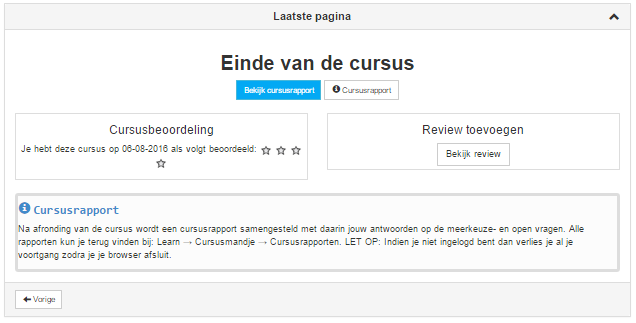 Laatste pagina
Einde van de cursus
Bekijk cursusrapport Cursusrapport
Cursusbeoordeling
Je hebt deze cursus op 06-08-2016 als volgt beoordeeld:
Review toevoegen
Bekijk review
Cursusrapport
Na afronding van de cursus wordt een cursusrapport samengesteld met daarin jouw antwoorden op de meerkeuze- en open vragen. Alle
rapporten kun je terug vinden bij: Learn → Cursusmandje → Cursusrapporten. LET OP: Indien je niet ingelogd bent dan verlies je al je
voortgang zodra je je browser afsluit.
Vorige